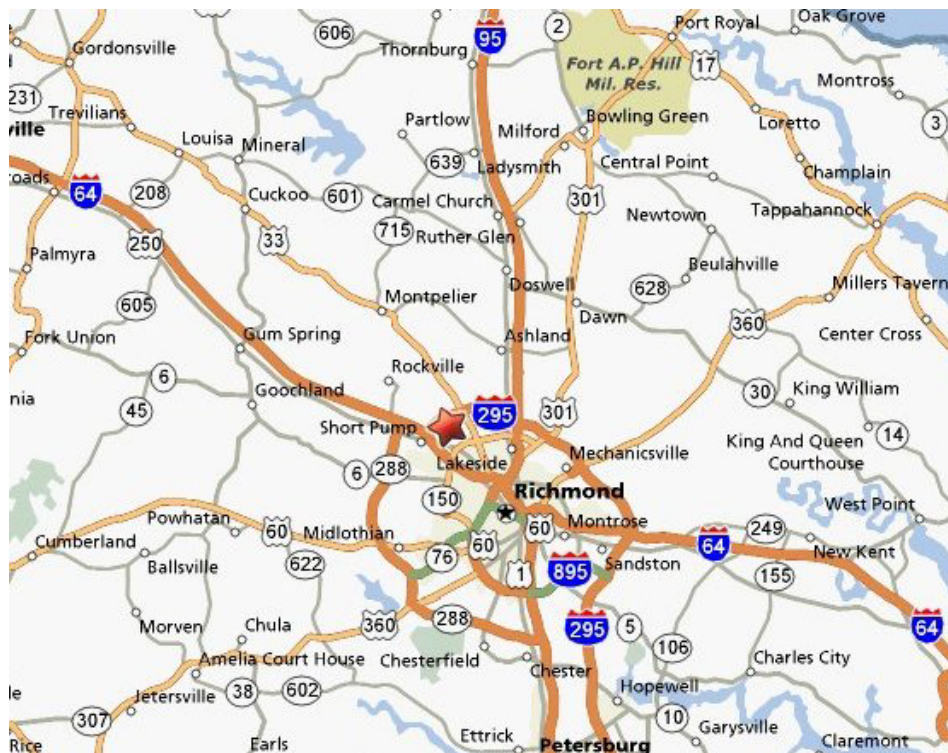 Gordonsville
606
Thornburg
95
2
Port Royal
Oak Grove
Fort A.P. Hill
Mil. Res.
17
Montross
231
Trevilians
ville
Partlow
Milford
Bowling Green
Loretto
3
Louisa
Mineral
639
Ladysmith
Central Point
Champlain
roads
64
208
Cuckoo
601
Carmel Church
301
Newtown
Tappahannock
250
33
715
Ruther Glen
Palmyra
Beulahville
605
Montpelier
Doswell
628
Millers Tavern
Dawn
360
Center Cross
Fork Union
Gum Spring
Ashland
Rockville
6
nia
45
Goochland
30
King William
295
301
14
Short Pump
King And Queen
Courthouse
Lakeside
Mechanicsville
6
288
150
Richmond
West Point
Powhatan
60
Midlothian
60
Montrose
249
Cumberland
76
60
64
New Kent
Ballsville
622
1
895
Sandston
155
Morven
Chula
360
288
295
5
64
106
Amelia Court House
Chesterfield
Chester
Charles City
le
Jetersville
38
602
Hopewell
307
10
Garysville
Rice
Earls
Ettrick
Petersburg
Claremont